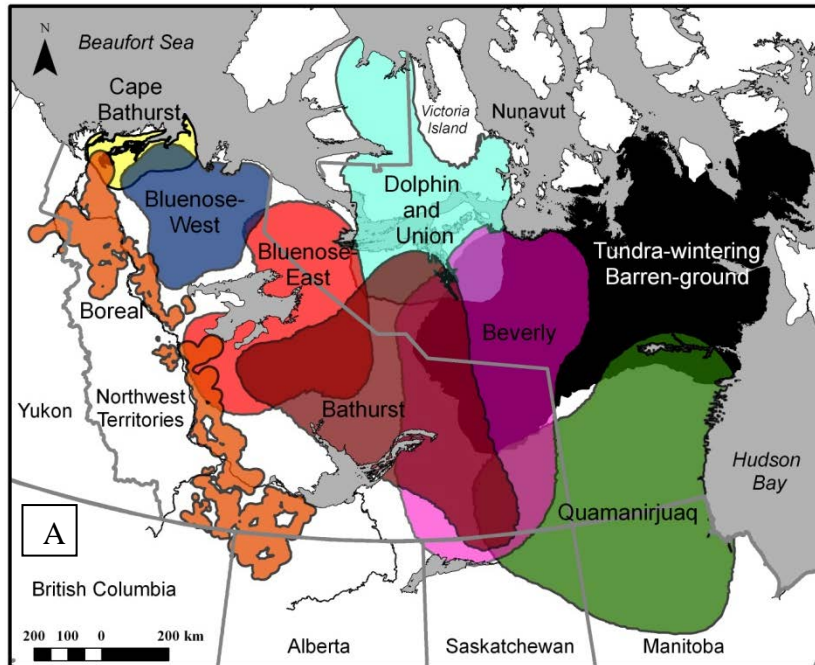 N
Beaufort Sea
Cape
Bathurst
Victoria
Island
Nunavut
Bluenose-
West
Dolphin
and
Union
Bluenose-
East
Tundra-wintering
Barren-ground
Boreal
Beverly
Yukon
Northwest
Territories
Bathurst
Hudson
Bay
Quamanirjuaq
A
British Columbia
200 100 0 200 km
Alberta
Saskatchewan
Manitoba